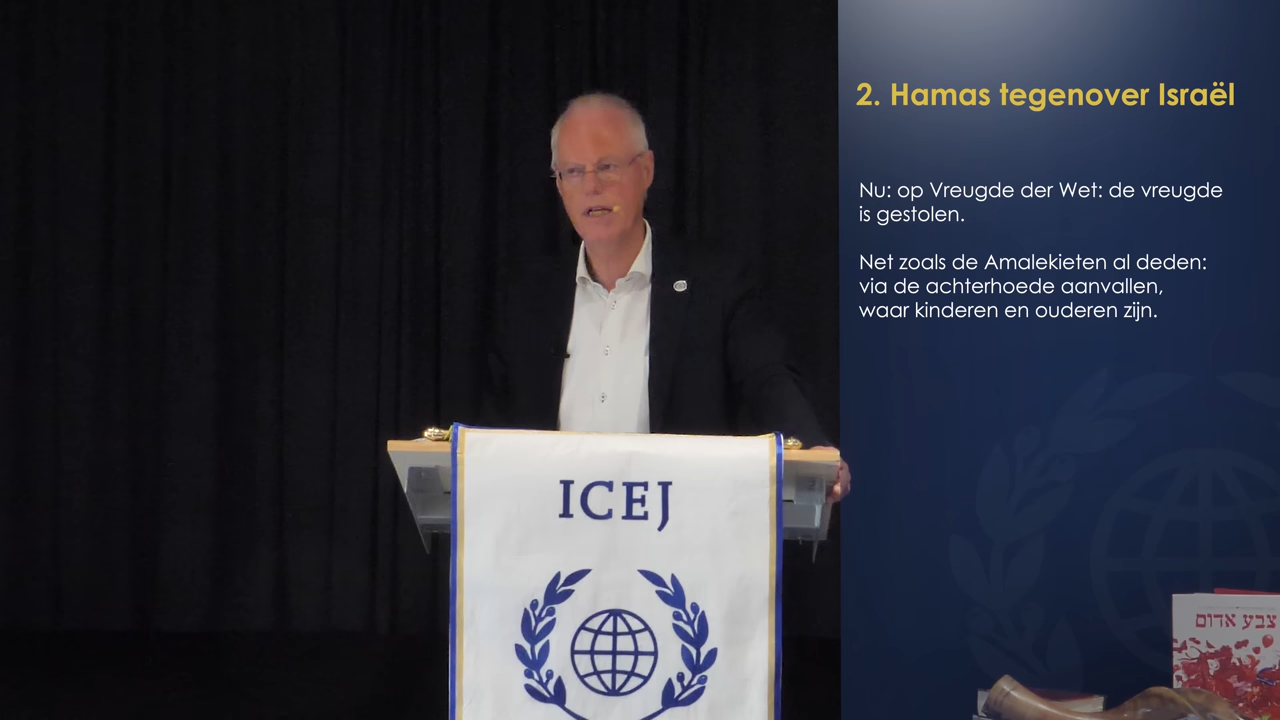 2. Hamas tegenover Israël
Nu: op Vreugde der Wet: de vreugde
is gestolen.
Net zoals de Amalekieten al deden:
via de achterhoede aanvallen,
waar kinderen en ouderen zijn.
ICEJ
צבע אדום